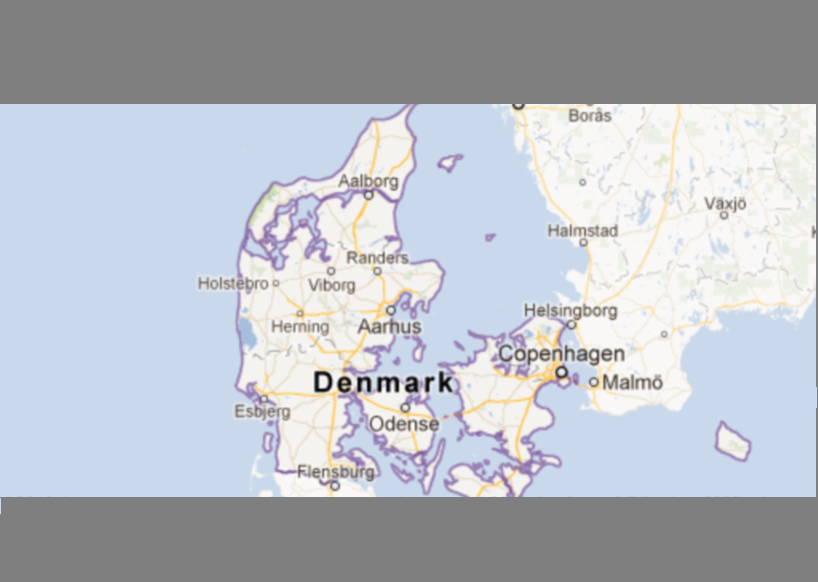 Borås
Aalborg
Växjö
Halmstad
Randers
Holstebro
Viborg
Helsingborg
Herning
Aarhus
Copenhagen
Denmark
Malmö
Esbjerg
Odense
Flensburg